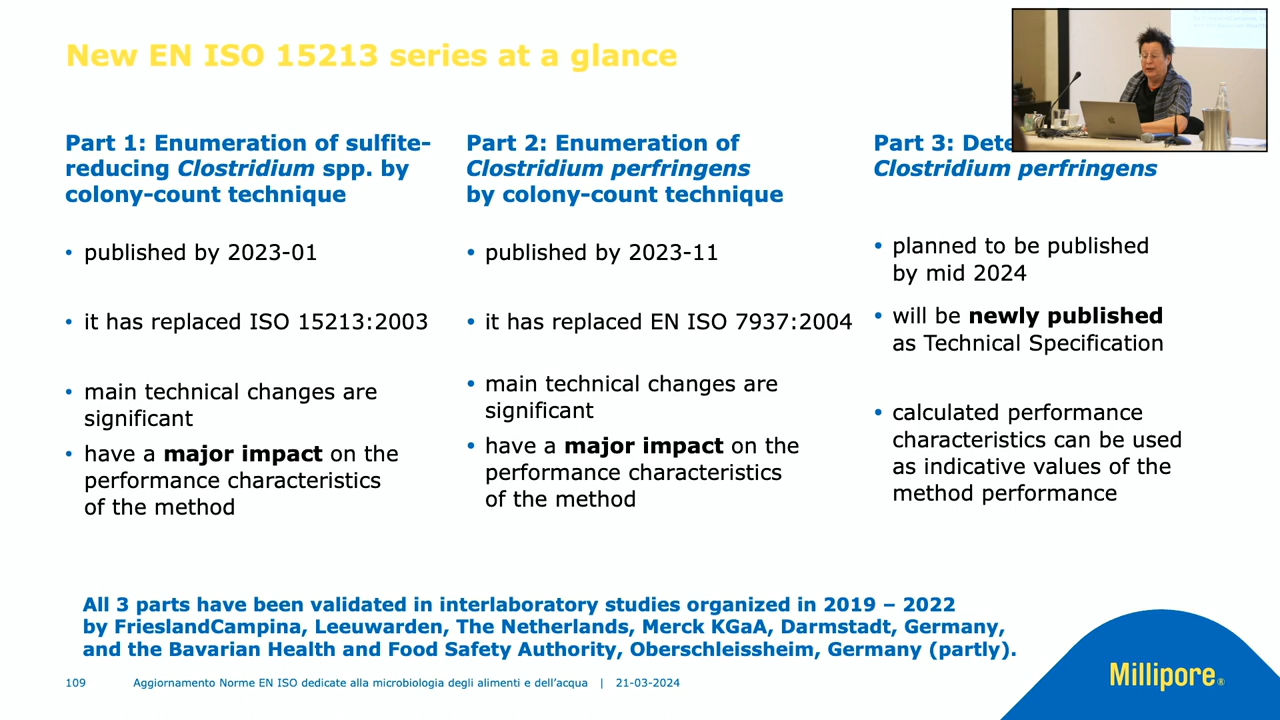 New EN ISO 15213 series at a glance
Part 1: Enumeration of sulfite-
reducing Clostridium spp. by
colony-count technique
• published by 2023-01
• it has replaced ISO 15213:2003
• main technical changes are
significant
• have a major impact on the
performance characteristics
of the method
Part 2: Enumeration of
Clostridium perfringens
by colony-count technique
• published by 2023-11
• it has replaced EN ISO 7937:2004
• main technical changes are
significant
• have a major impact on the
performance characteristics
of the method
Part 3:
Clostridium perfringens
• planned to be published
by mid 2024
• will be newly published
as Technical Specification
• calculated performance
characteristics can be used
as indicative values of the
method performance
All 3 parts have been validated in interlaboratory studies organized in 2019 – 2022
by FrieslandCampina, Leeuwarden, The Netherlands, Merck KGaA, Darmstadt, Germany,
and the Bavarian Health and Food Safety Authority, Oberschleissheim, Germany (partly).
109 Aggiornamento Norme EN ISO dedicate alla microbiologia degli alimenti e dell’acqua | 21-03-2024
Millipore®